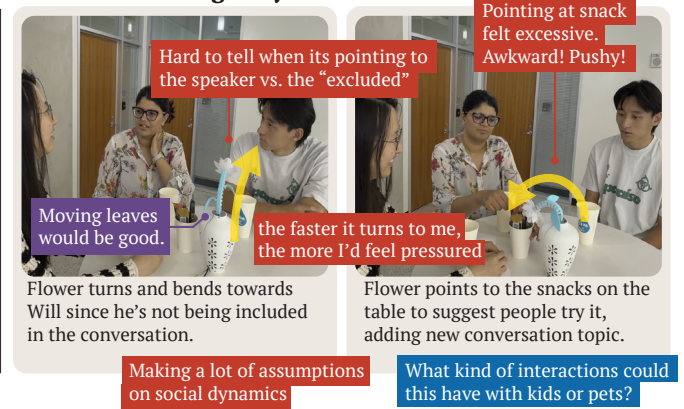 Hard to tell when its pointing to
the speaker vs. the “excluded”
Moving leaves
would be good.
the faster it turns to me,
the more I’d feel pressured
Flower turns and bends towards
Will since he’s not being included
in the conversation.
Making a lot of assumptions
on social dynamics
Pointing at snack
felt excessive.
Awkward! Pushy!
Flower points to the snacks on the
table to suggest people try it,
adding new conversation topic.
What kind of interactions could
this have with kids or pets?